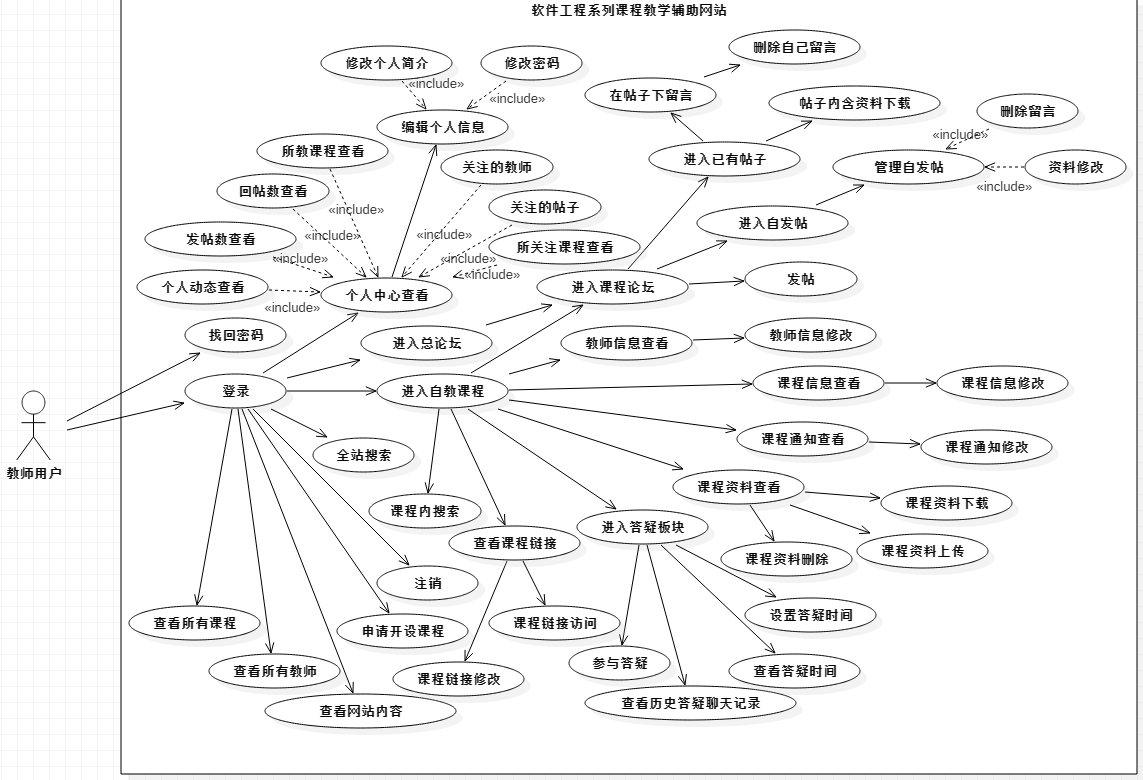 软件工程系列课程教学辅助网站
修改个人简介
修改密码
删除自己留言
«include»
«include»
在帖子下留言
帖子内含资料下载
删除留言
编辑个人信息
«include»
所教课程查看
关注的教师
进入已有帖子
管理自发帖
资料修改
«include»
回帖数查看
关注的帖子
«include»
进入自发帖
«include»
«include»
发帖数查看
所关注课程查看
«include»
«include»
«include»
个人动态查看
个人中心查看
进入课程论坛
发帖
«include»
找回密码
进入总论坛
教师信息查看
教师信息修改
登录
进入自教课程
课程信息查看
课程信息修改
教师用户
全站搜索
课程通知查看
课程通知修改
课程资料查看
课程资料下载
课程内搜索
进入答疑板块
查看课程链接
课程资料删除
课程资料上传
注销
查看所有课程
申请开设课程
课程链接访问
设置答疑时间
查看所有教师
课程链接修改
参与答疑
查看答疑时间
查看网站内容
查看历史答疑聊天记录